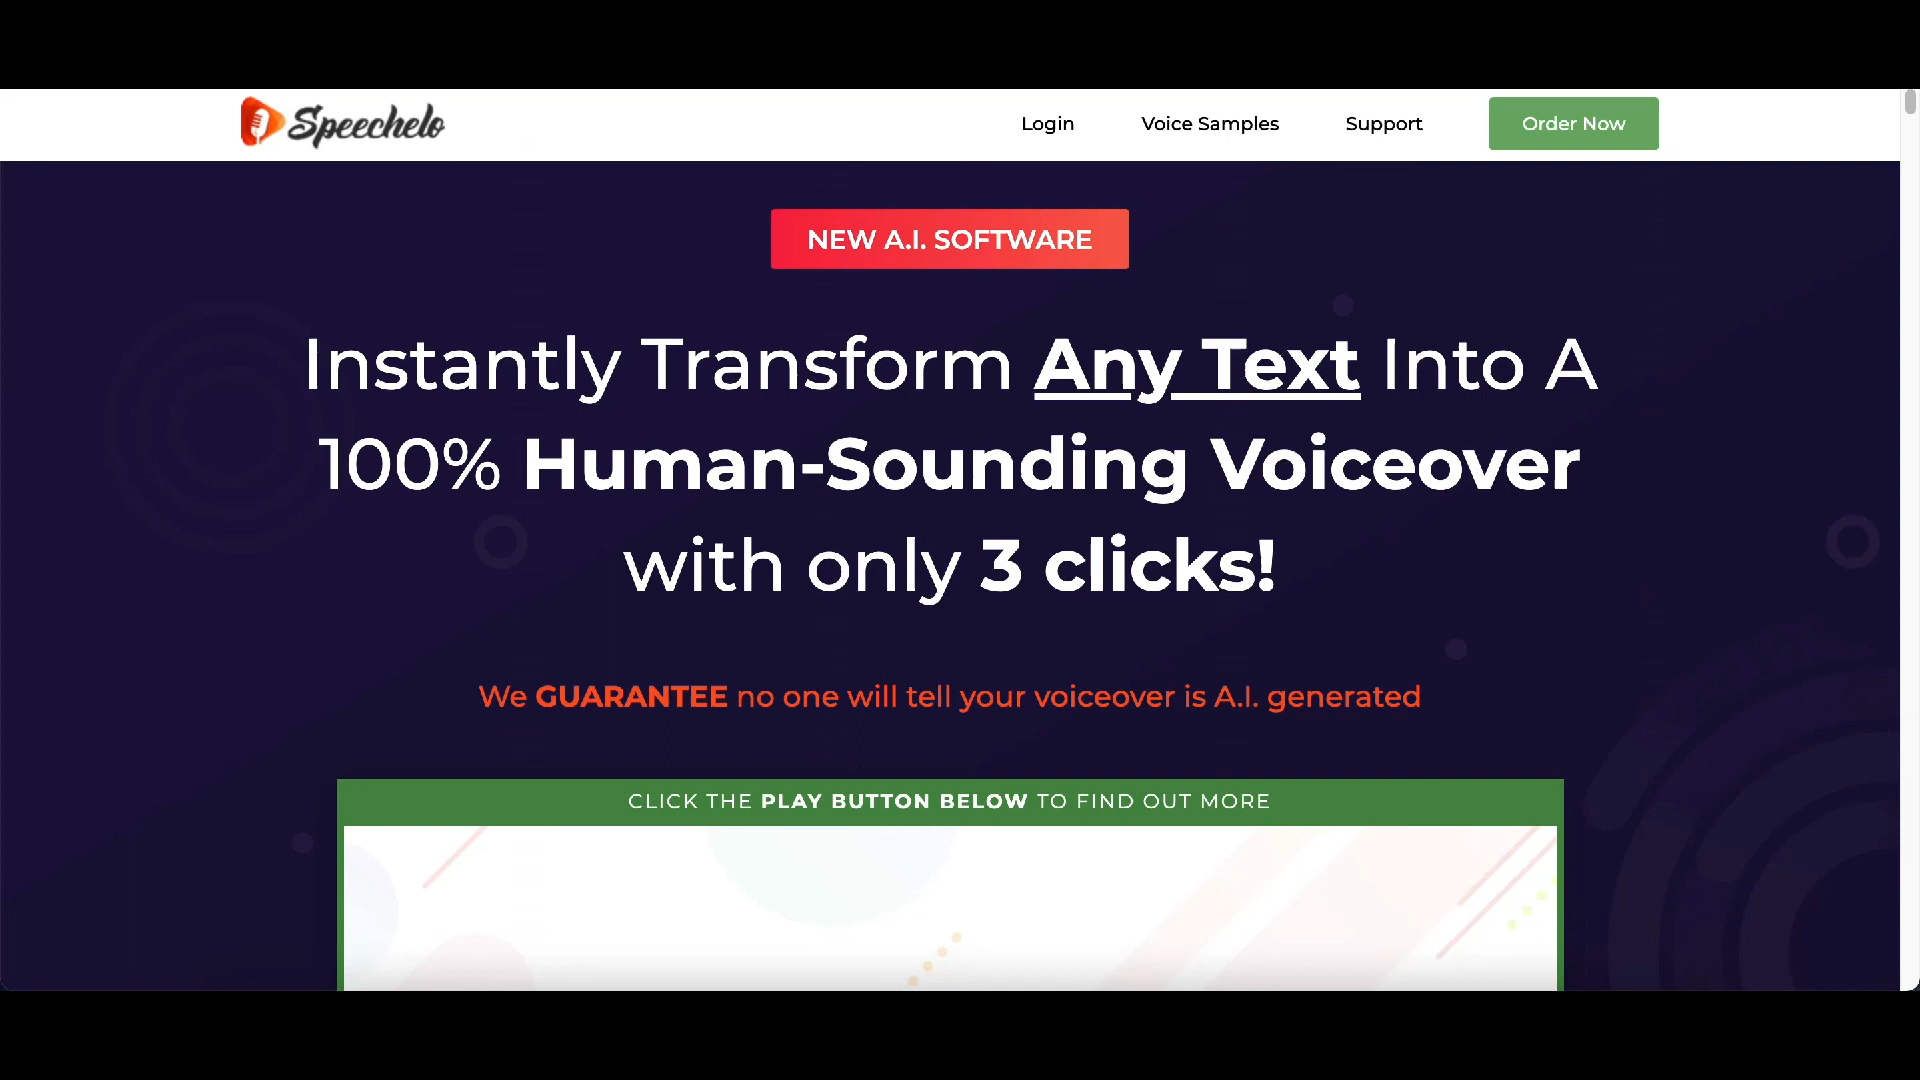 Speechelo
Login
Voice Samples
Support
Order Now
NEW A.I. SOFTWARE
Instantly Transform Any Text Into A
100% Human-Sounding Voiceover
with only 3 clicks!
We GUARANTEE no one will tell your voiceover is A.I. generated
CLICK THE PLAY BUTTON BELOW TO FIND OUT MORE